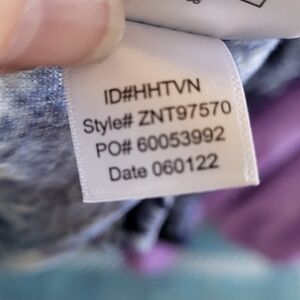 ID#HHTVN
Style# ZNT97570
PO# 60053992
Date 060122